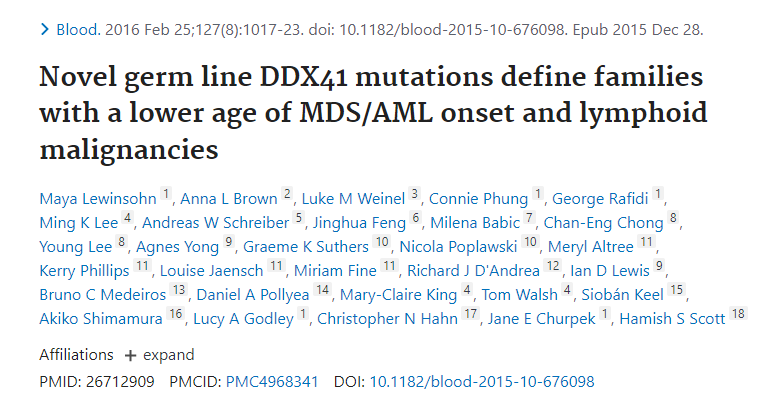 Blood. 2016 Feb 25;127(8):1017-23. doi: 10.1182/blood-2015-10-676098. Epub 2015 Dec 28.
Novel germ line DDX41 mutations define families
with a lower age of MDS/AML onset and lymphoid
malignancies
Maya Lewinsohn 1, Anna L Brown 2, Luke M Weinel 3, Connie Phung 1, George Rafidi 1,
Ming K Lee 4, Andreas W Schreiber 5, Jinghua Feng 6, Milena Babic 7, Chan-Eng Chong 8,
Young Lee 8, Agnes Yong 9, Graeme K Suthers 10, Nicola Poplawski 10, Meryl Altree 11,
Kerry Phillips 11, Louise Jaensch 11, Miriam Fine 11, Richard J D'Andrea 12, Ian D Lewis 9,
Bruno C Medeiros 13, Daniel A Pollyea 14, Mary-Claire King 4, Tom Walsh 4, Siobán Keel 15,
Akiko Shimamura 16, Lucy A Godley 1, Christopher N Hahn 17, Jane E Churpek 1, Hamish S Scott 18
Affiliations + expand
PMID: 26712909 PMCID: PMC4968341 DOI: 10.1182/blood-2015-10-676098